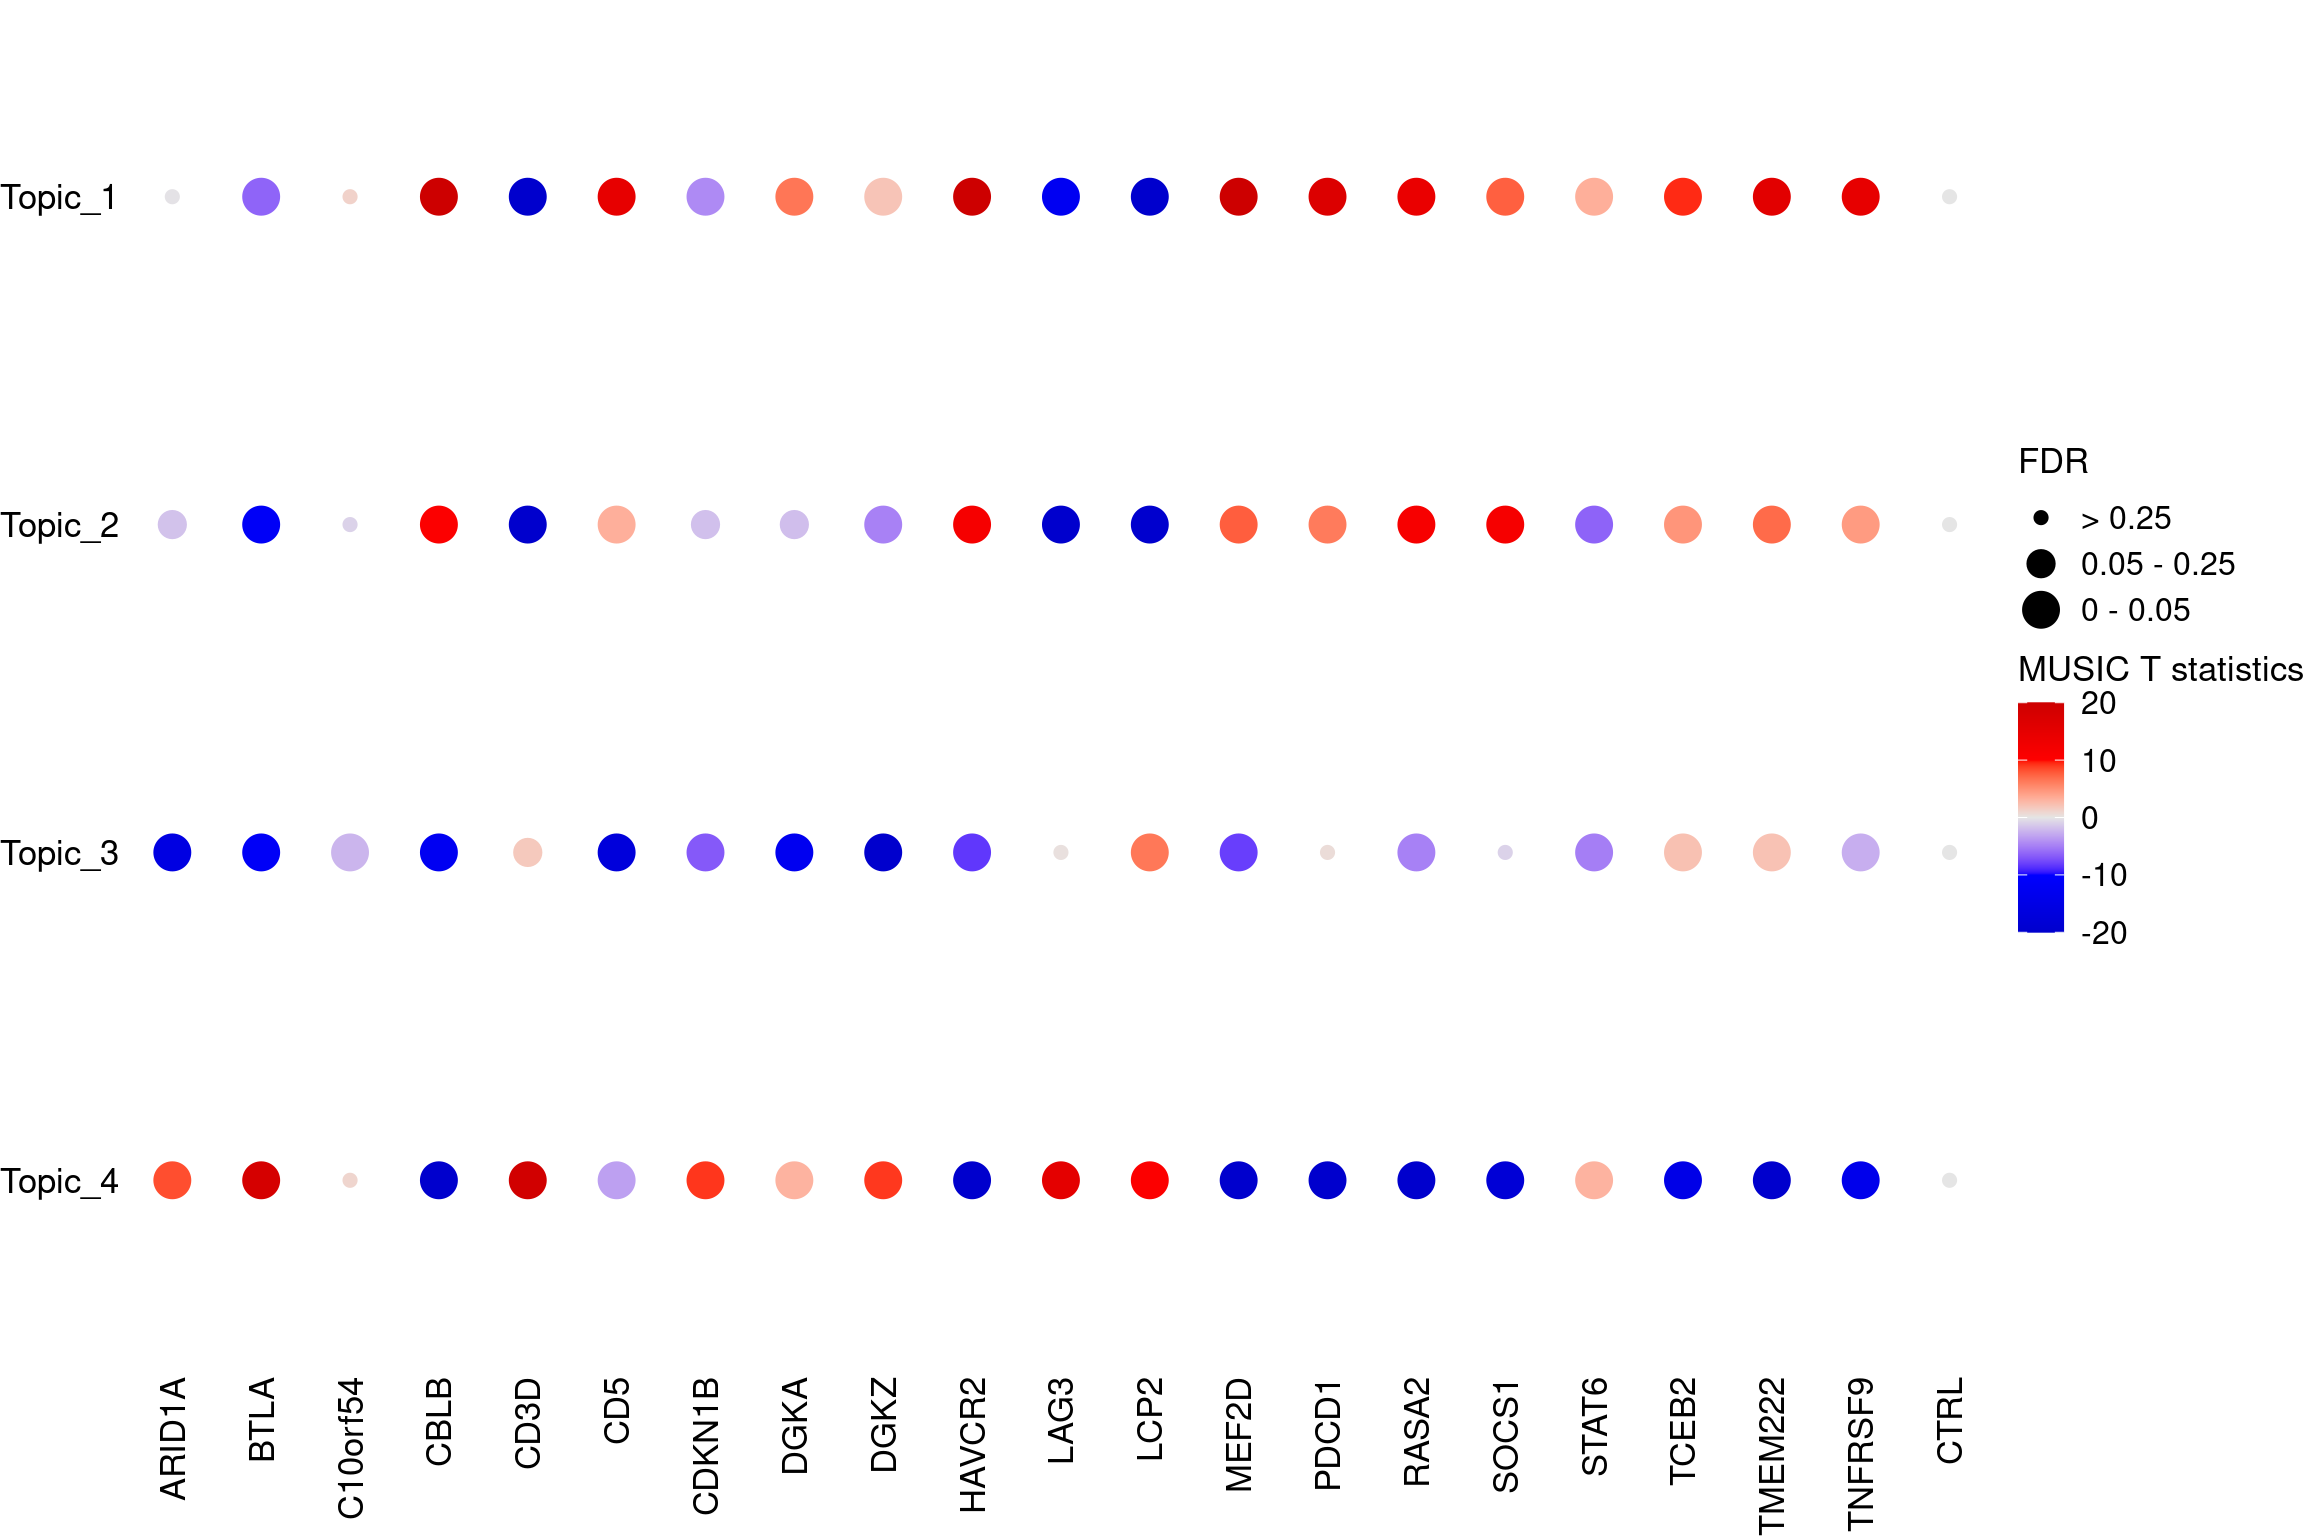 Topic_1
Topic_2
Topic_3
Topic_4
ARID1A
BTLA
C10orf54
CBLB
CD3D
CD5
CDKN1B
DGKA
DGKZ
HAVCR2
LAG3
LCP2
MEF2D
PDCD1
RASA2
SOCS1
STAT6
TCEB2
TMEM222
TNFRSF9
CTRL
FDR
> 0.25
0.05 - 0.25
0 - 0.05
MUSIC T statistics
20
10
0
-10
-20